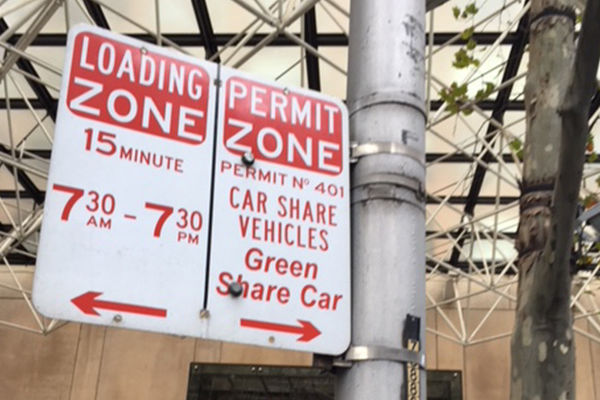 LOADING
ZONE
15 MINUTE
7 30 AM - 7 30 PM
PERMIT
ZONE
PERMIT Nº 401
CAR SHARE
VEHICLES
Green
Share Car